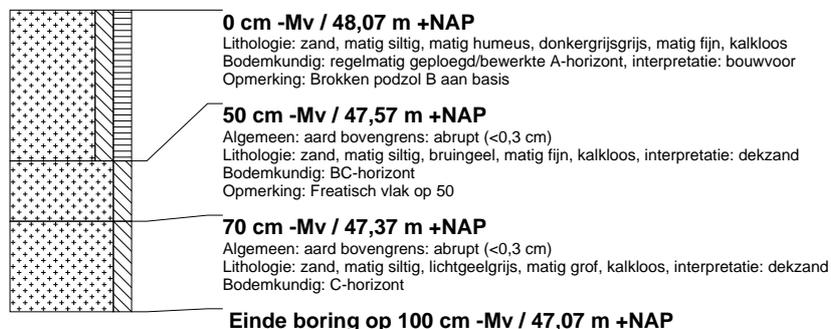 0 cm -Mv / 48,07 m +NAP
Lithologie: zand, matig siltig, matig humeus, donkergrijsgrijs, matig fijn, kalkloos
Bodemkundig: regelmatig geploegd/bewerkte A-horizont, interpretatie: bouwvoor
Opmerking: Brokken podzol B aan basis
50 cm -Mv / 47,57 m +NAP
Algemeen: aard bovengrens: abrupt (<0,3 cm)
Lithologie: zand, matig siltig, bruingeel, matig fijn, kalkloos, interpretatie: dekzand
Bodemkundig: BC-horizont
Opmerking: Freatisch vlak op 50
70 cm -Mv / 47,37 m +NAP
Algemeen: aard bovengrens: abrupt (<0,3 cm)
Lithologie: zand, matig siltig, lichtgeelgrijs, matig grof, kalkloos, interpretatie: dekzand
Bodemkundig: C-horizont
Einde boring op 100 cm -Mv / 47,07 m +NAP